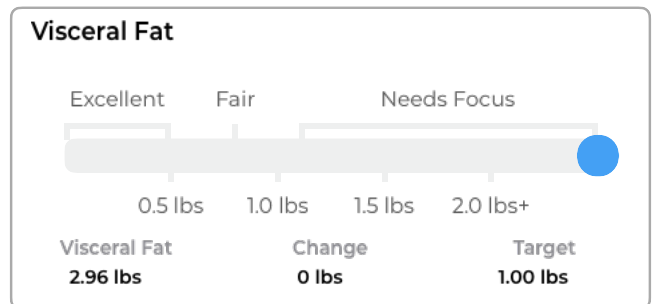 Visceral Fat
Excellent Fair Needs Focus
0.5 lbs 1.0 lbs 1.5 lbs 2.0 lbs+
Visceral Fat Change Target
2.96 lbs 0 lbs 1.00 lbs